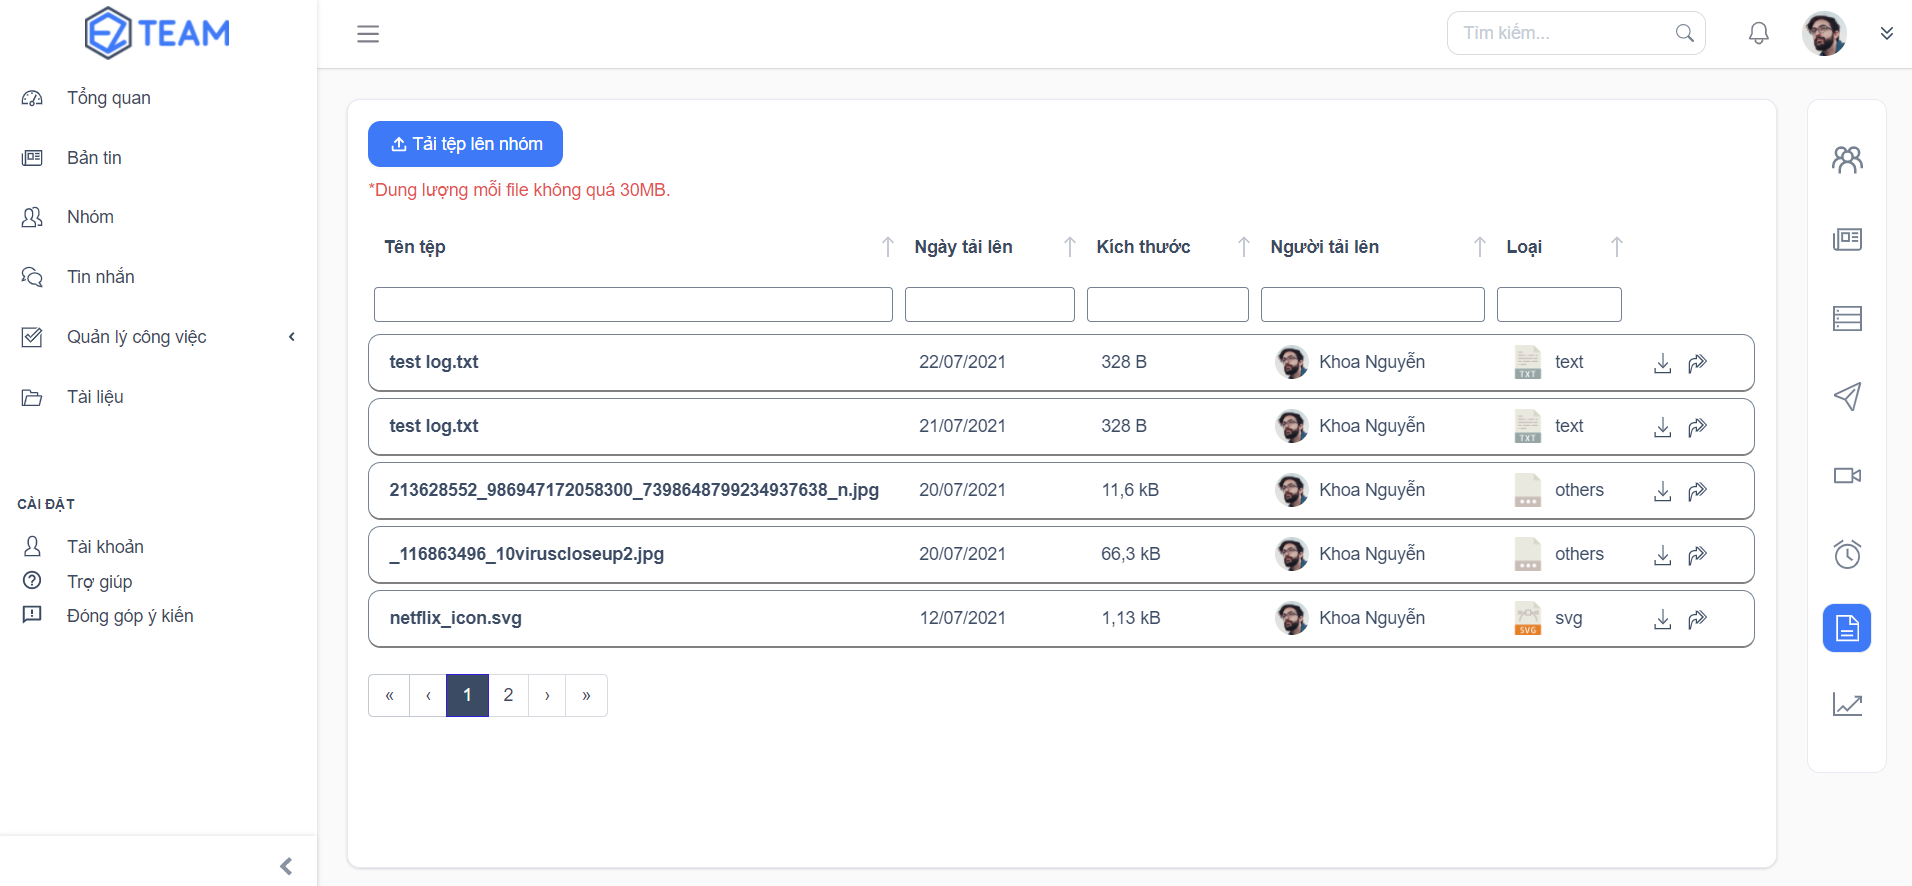 EZ TEAM
Tìm kiếm...
Tổng quan
Bản tin
Nhóm
Tin nhắn
Quản lý công việc
Tài liệu
CÀI ĐẶT
Tài khoản
Trợ giúp
Đóng góp ý kiến
Tải tệp lên nhóm
*Dung lượng mỗi file không quá 30MB.
Tên tệp Ngày tải lên Kích thước Người tải lên Loại
test log.txt 22/07/2021 328 B Khoa Nguyễn TXT text
test log.txt 21/07/2021 328 B Khoa Nguyễn TXT text
213628552_986947172058300_7398648799234937638_n.jpg 20/07/2021 11,6 kB Khoa Nguyễn others
_116863496_10viruscloseup2.jpg 20/07/2021 66,3 kB Khoa Nguyễn others
netflix_icon.svg 12/07/2021 1,13 kB Khoa Nguyễn SVG svg
« ‹ 1 2 › »